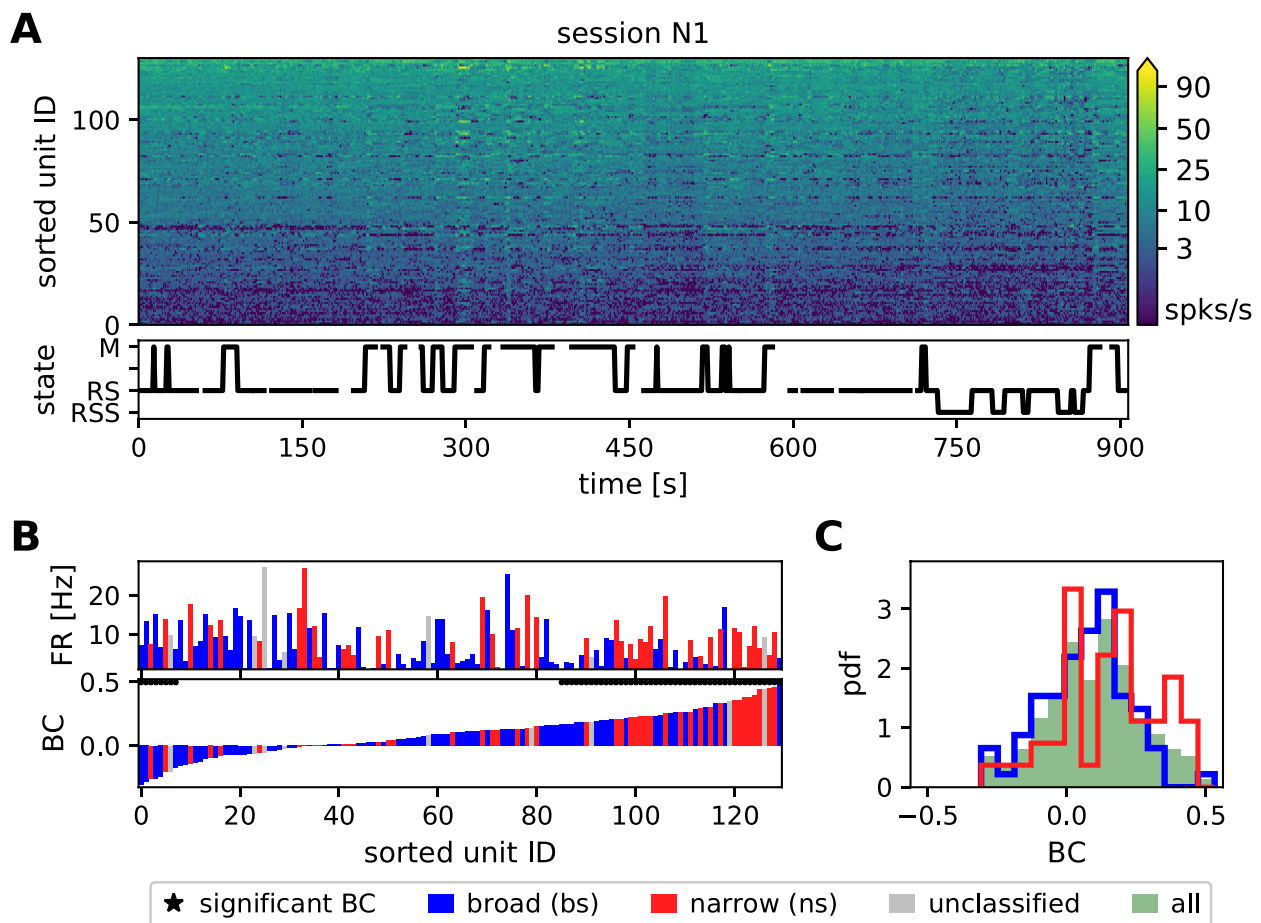 A
session N1
sorted unit ID
100
50
0
90
50
25
10
3
spks/s
state
M
RS
RSS
0 150 300 450 600 750 900
time [s]
B
FR [Hz]
20
10
BC
0.5
0.0
0 20 40 60 80 100 120
sorted unit ID
C
pdf
3
2
1
0
−0.5 0.0 0.5
BC
★ significant BC broad (bs) narrow (ns) unclassified all